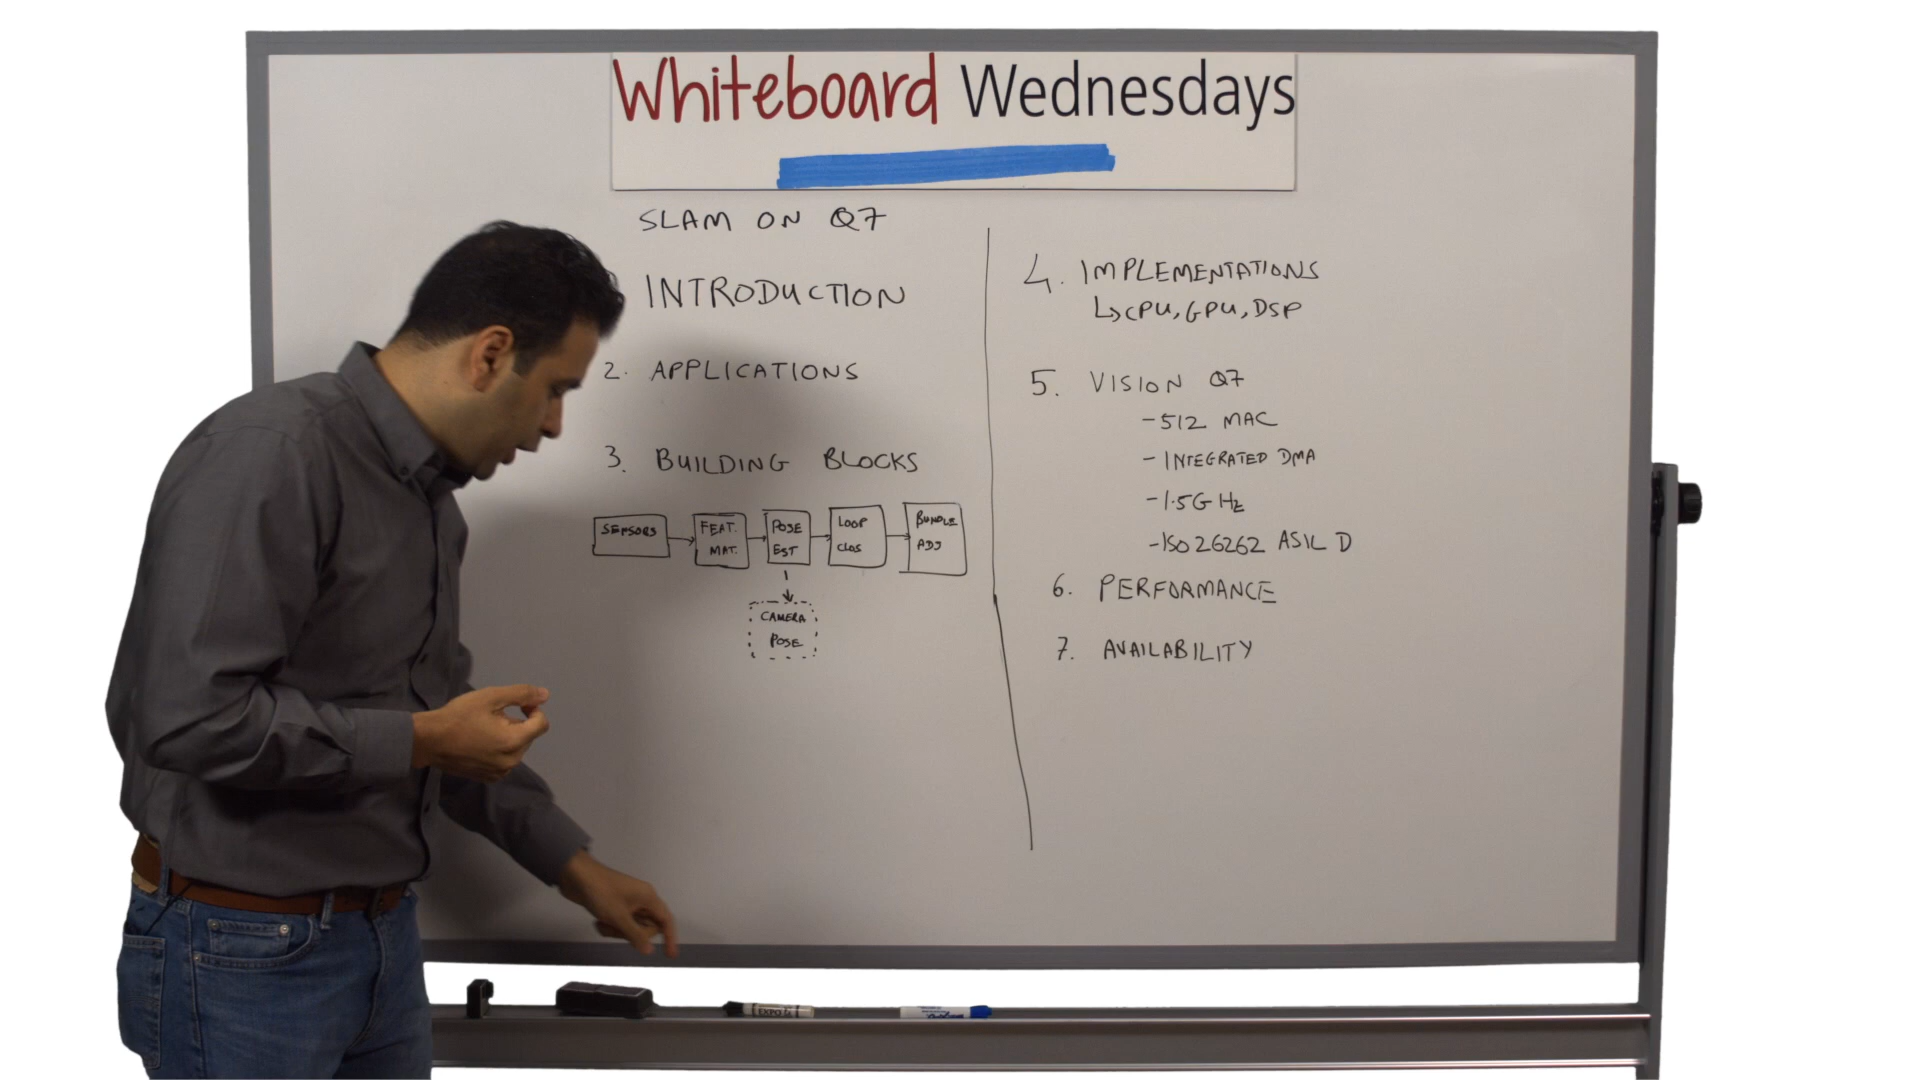 Whiteboard Wednesdays
SLAM ON Q7
INTRODUCTION
2. APPLICATIONS
3. BUILDING BLOCKS
SENSORS
FEAT.
MAT.
POSE
EST
LOOP
CLOS
BUNDLE
ADJ
CAMERA
POSE
4. IMPLEMENTATIONS
↳CPU, GPU, DSP
5. VISION Q7
-512 MAC
- INTEGRATED DMA
-1.5GHz
-ISO26262 ASIL D
6. PERFORMANCE
7. AVAILABILITY
EXPO